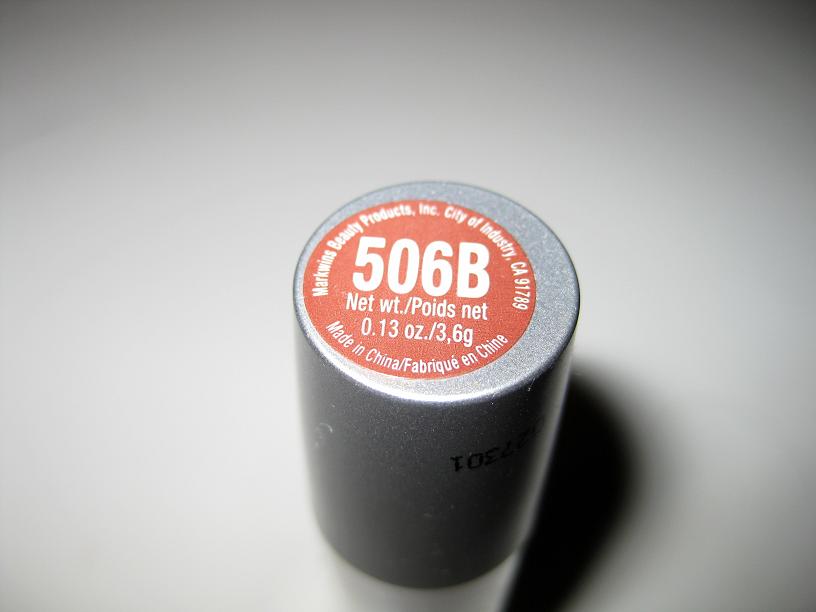 Markwins Beauty Products, Inc. City of Industry, CA 91789
506B
Net wt./Poids net
0.13 oz./3,6g
Made in China/Fabriqué en Chine